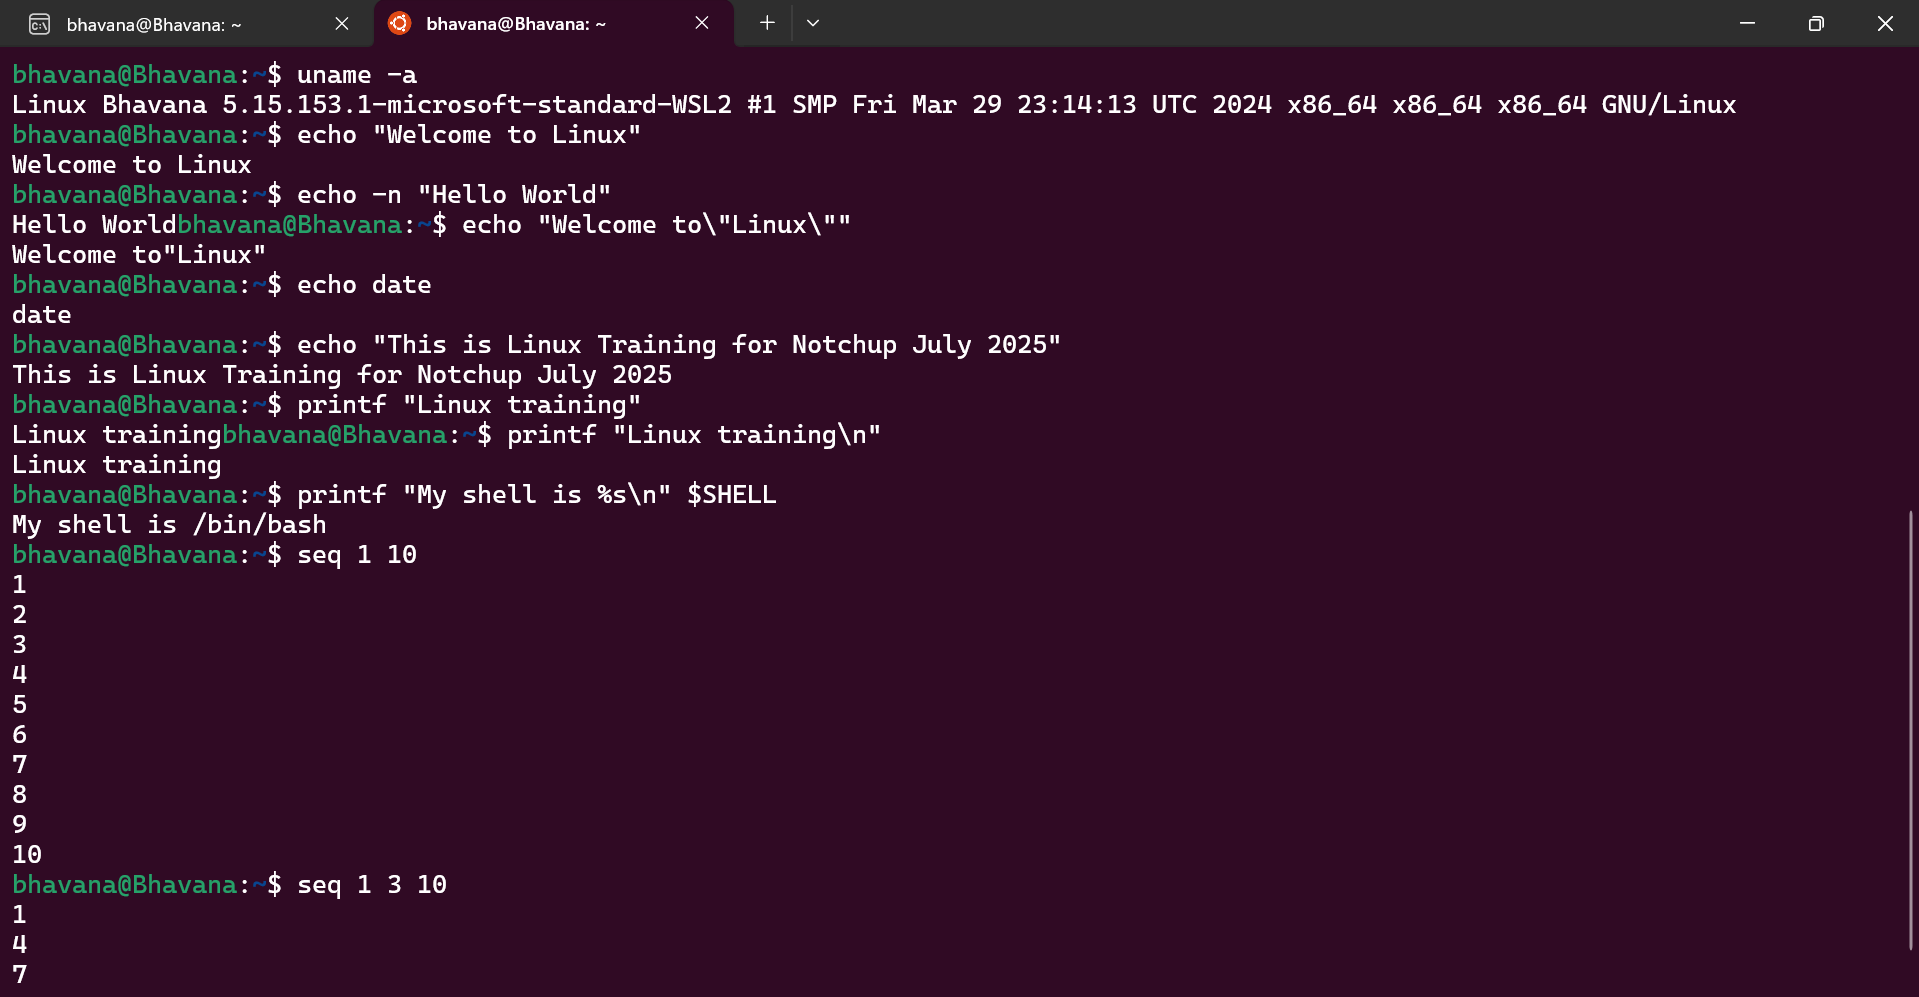 bhavana@Bhavana: ~
bhavana@Bhavana: ~
bhavana@Bhavana:~$ uname -a
Linux Bhavana 5.15.153.1-microsoft-standard-WSL2 #1 SMP Fri Mar 29 23:14:13 UTC 2024 x86_64 x86_64 x86_64 GNU/Linux
bhavana@Bhavana:~$ echo "Welcome to Linux"
Welcome to Linux
bhavana@Bhavana:~$ echo -n "Hello World"
Hello Worldbhavana@Bhavana:~$ echo "Welcome to\"Linux\""
Welcome to"Linux"
bhavana@Bhavana:~$ echo date
date
bhavana@Bhavana:~$ echo "This is Linux Training for Notchup July 2025"
This is Linux Training for Notchup July 2025
bhavana@Bhavana:~$ printf "Linux training"
Linux trainingbhavana@Bhavana:~$ printf "Linux training\n"
Linux training
bhavana@Bhavana:~$ printf "My shell is %s\n" $SHELL
My shell is /bin/bash
bhavana@Bhavana:~$ seq 1 10
1
2
3
4
5
6
7
8
9
10
bhavana@Bhavana:~$ seq 1 3 10
1
4
7